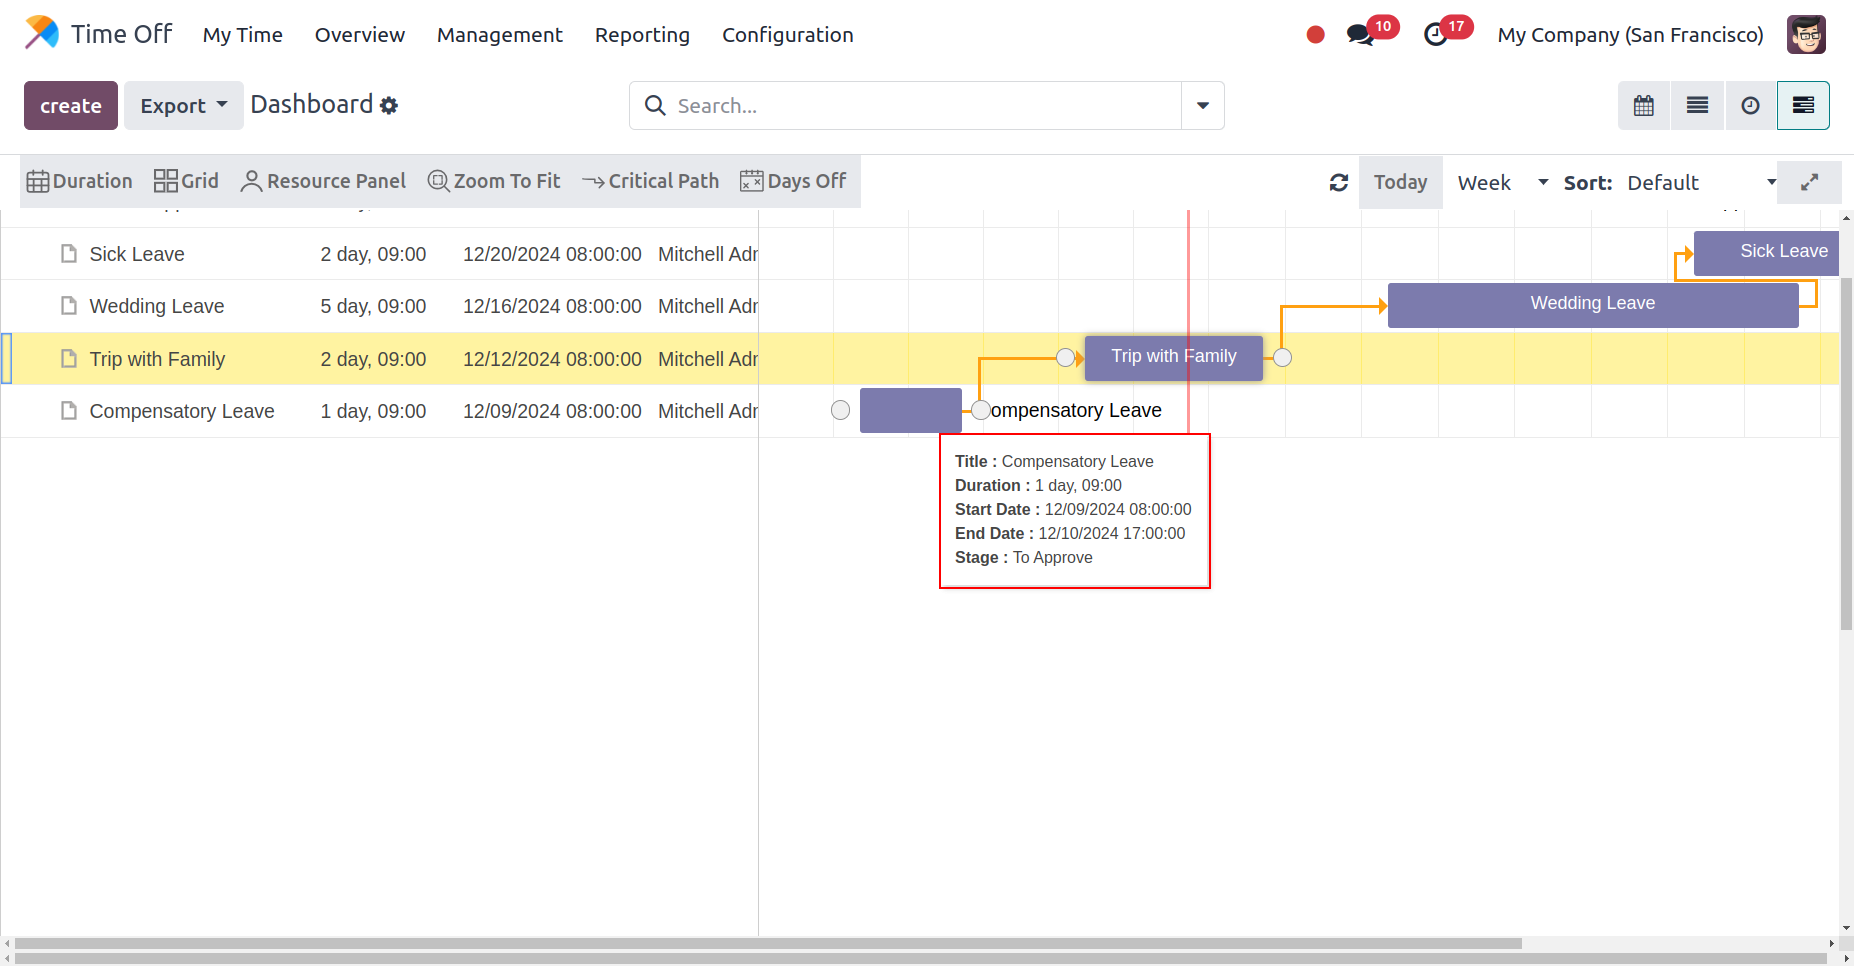 Time Off My Time Overview Management Reporting Configuration 10 17 My Company (San Francisco)
create Export Dashboard Search...
Duration Grid Resource Panel Zoom To Fit Critical Path Days Off Today Week Sort: Default
Sick Leave 2 day, 09:00 12/20/2024 08:00:00 Mitchell Adm Sick Leave
Wedding Leave 5 day, 09:00 12/16/2024 08:00:00 Mitchell Adm Wedding Leave
Trip with Family 2 day, 09:00 12/12/2024 08:00:00 Mitchell Adm Trip with Family
Compensatory Leave 1 day, 09:00 12/09/2024 08:00:00 Mitchell Adm ompensatory Leave
Title : Compensatory Leave
Duration : 1 day, 09:00
Start Date : 12/09/2024 08:00:00
End Date : 12/10/2024 17:00:00
Stage : To Approve